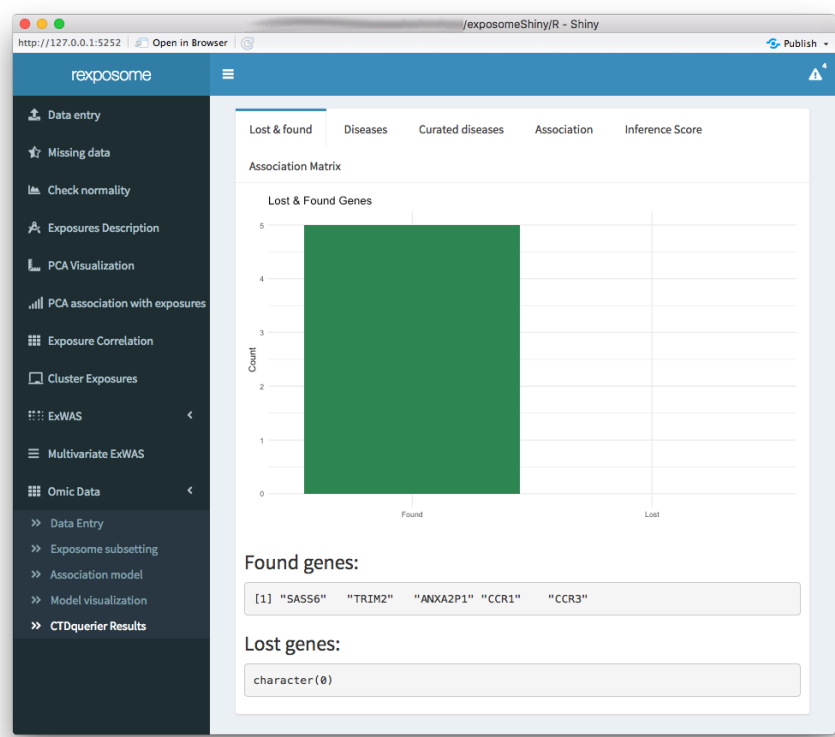 /exposomeShiny/R - Shiny
http://127.0.0.1:5252 Open in Browser Publish
rexposome 4
Data entry
Missing data
Check normality
Exposures Description
PCA Visualization
PCA association with exposures
Exposure Correlation
Cluster Exposures
ExWAS
Multivariate ExWAS
Omic Data
Data Entry
Exposome subsetting
Association model
Model visualization
CTDquerier Results
Lost & found Diseases Curated diseases Association Inference Score
Association Matrix
Lost & Found Genes
5
4
3
2
1
0
Count
Found Lost
Found genes:
[1] "SASS6" "TRIM2" "ANXA2P1" "CCR1" "CCR3"
Lost genes:
character(0)